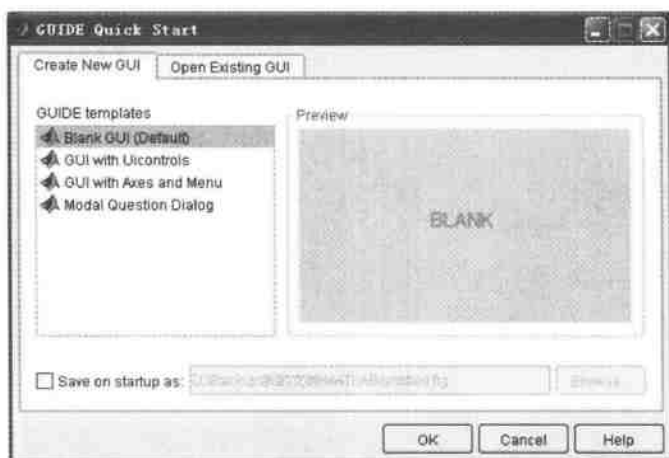 GUIDE Quick Start
Create New GUI
Open Existing GUI
GUIDE templates
Blank GUI (Default)
GUI with Uicontrols
GUI with Axes and Menu
Modal Question Dialog
Preview
BLANK
Save on startup as:
Browse...
OK
Cancel
Help